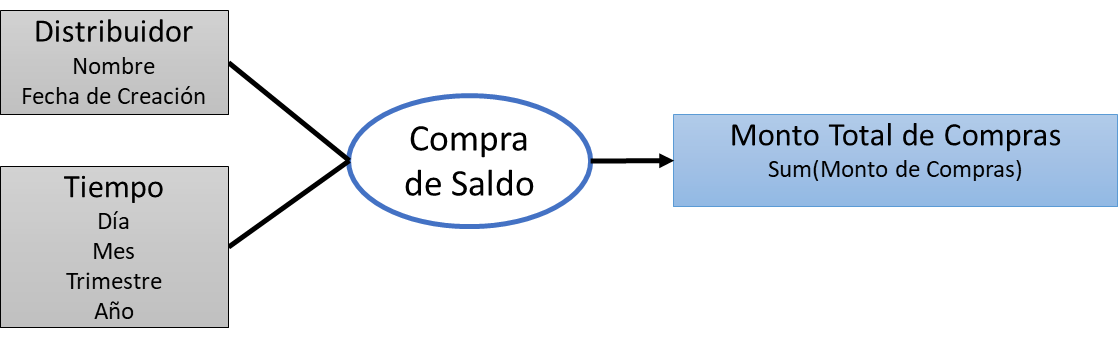 Distribuidor
Nombre
Fecha de Creación
Tiempo
Día
Mes
Trimestre
Año
Compra
de Saldo
Monto Total de Compras
Sum(Monto de Compras)